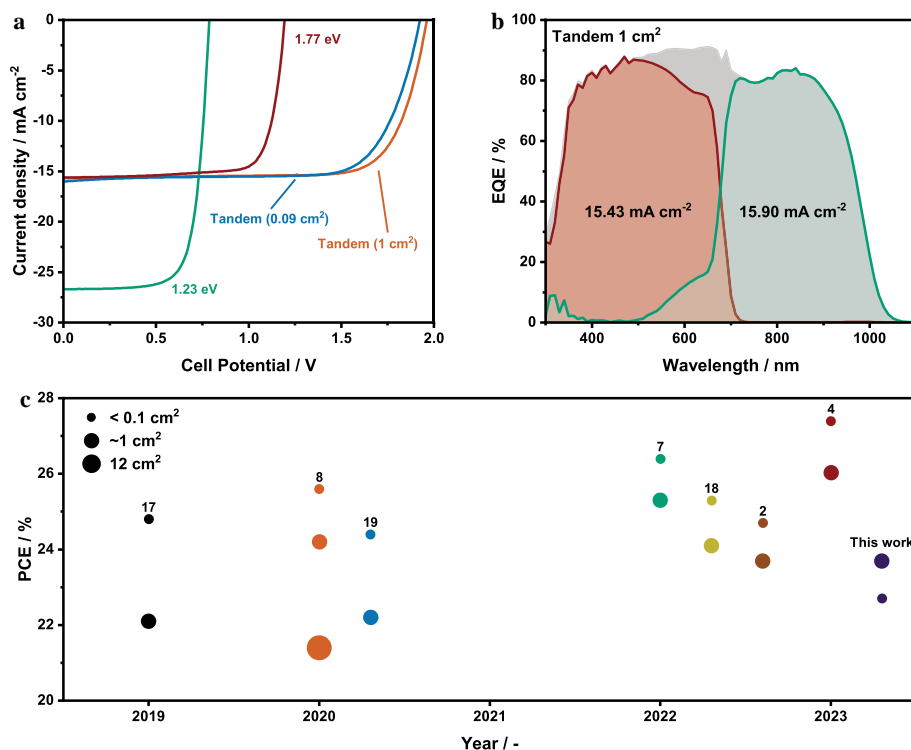 a
0
-5
-10
-15
-20
-25
-30
Current density / mA cm⁻²
1.77 eV
Tandem (0.09 cm²)
Tandem (1 cm²)
1.23 eV
0.0
0.5
1.0
1.5
2.0
Cell Potential / V
b
100
80
60
40
20
0
EQE / %
Tandem 1 cm²
15.43 mA cm⁻²
15.90 mA cm⁻²
400
600
800
1000
Wavelength / nm
c
28
26
24
22
20
PCE / %
< 0.1 cm²
~1 cm²
12 cm²
17
8
19
7
18
2
4
This work
2019
2020
2021
2022
2023
Year / -